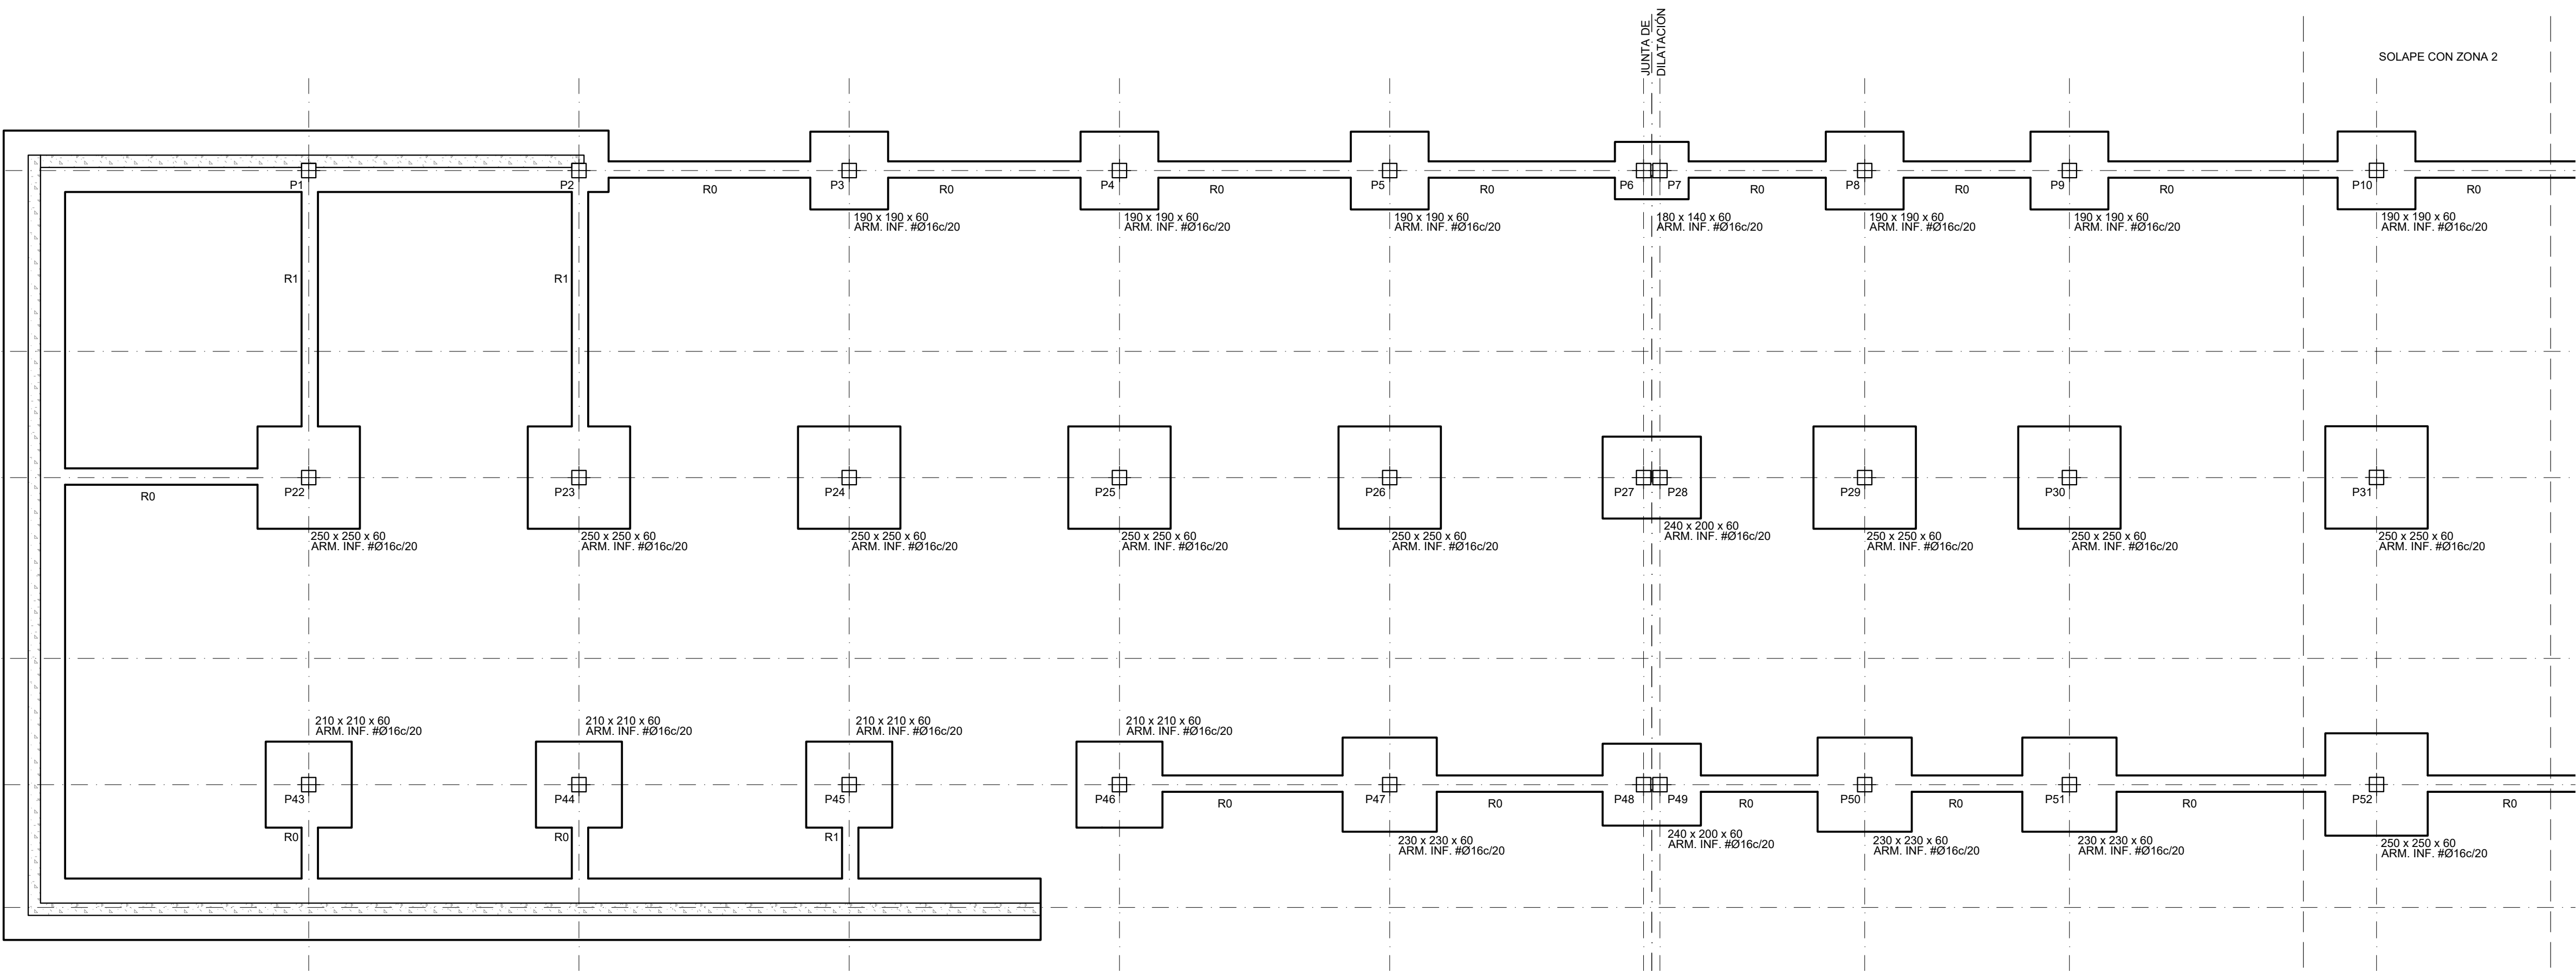 JUNTA DE
DILATACIÓN
SOLAPE CON ZONA 2
P1
P2
R0
P3
R0
P4
R0
P5
R0
P6
P7
R0
P8
R0
P9
R0
P10
R0
190 x 190 x 60
ARM. INF. #Ø16c/20
190 x 190 x 60
ARM. INF. #Ø16c/20
190 x 190 x 60
ARM. INF. #Ø16c/20
180 x 140 x 60
ARM. INF. #Ø16c/20
190 x 190 x 60
ARM. INF. #Ø16c/20
190 x 190 x 60
ARM. INF. #Ø16c/20
190 x 190 x 60
ARM. INF. #Ø16c/20
R1
R1
R0
P22
P23
P24
P25
P26
P27
P28
P29
P30
P31
250 x 250 x 60
ARM. INF. #Ø16c/20
250 x 250 x 60
ARM. INF. #Ø16c/20
250 x 250 x 60
ARM. INF. #Ø16c/20
250 x 250 x 60
ARM. INF. #Ø16c/20
250 x 250 x 60
ARM. INF. #Ø16c/20
240 x 200 x 60
ARM. INF. #Ø16c/20
250 x 250 x 60
ARM. INF. #Ø16c/20
250 x 250 x 60
ARM. INF. #Ø16c/20
250 x 250 x 60
ARM. INF. #Ø16c/20
210 x 210 x 60
ARM. INF. #Ø16c/20
210 x 210 x 60
ARM. INF. #Ø16c/20
210 x 210 x 60
ARM. INF. #Ø16c/20
210 x 210 x 60
ARM. INF. #Ø16c/20
P43
P44
P45
P46
R0
P47
R0
P48
P49
R0
P50
R0
P51
R0
P52
R0
R0
R0
R1
230 x 230 x 60
ARM. INF. #Ø16c/20
240 x 200 x 60
ARM. INF. #Ø16c/20
230 x 230 x 60
ARM. INF. #Ø16c/20
230 x 230 x 60
ARM. INF. #Ø16c/20
250 x 250 x 60
ARM. INF. #Ø16c/20